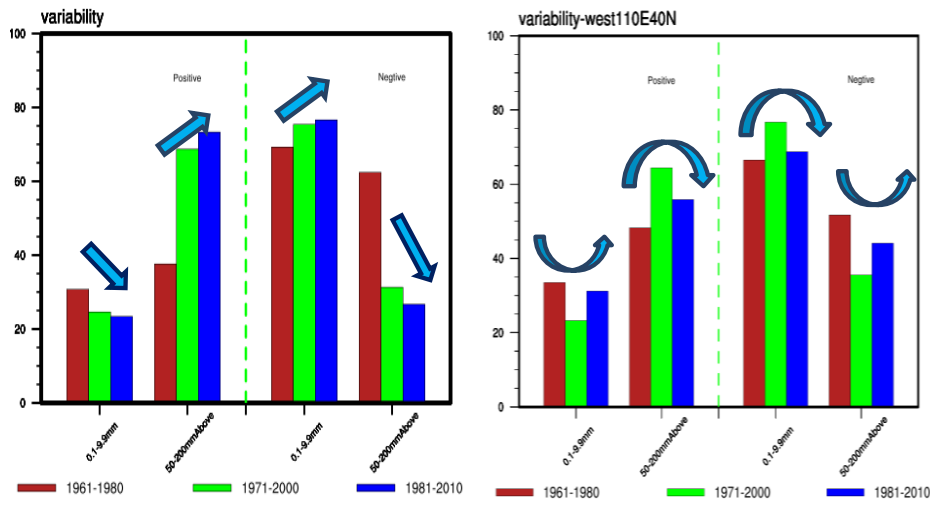 variability
100
80
60
40
20
0
Positive
Negtive
0.1-9.9mm
50-200mmAbove
0.1-9.9mm
50-200mmAbove
1961-1980
1971-2000
1981-2010
variability-west110E40N
100
80
60
40
20
0
Positive
Negtive
0.1-9.9mm
50-200mmAbove
0.1-9.9mm
50-200mmAbove
1961-1980
1971-2000
1981-2010